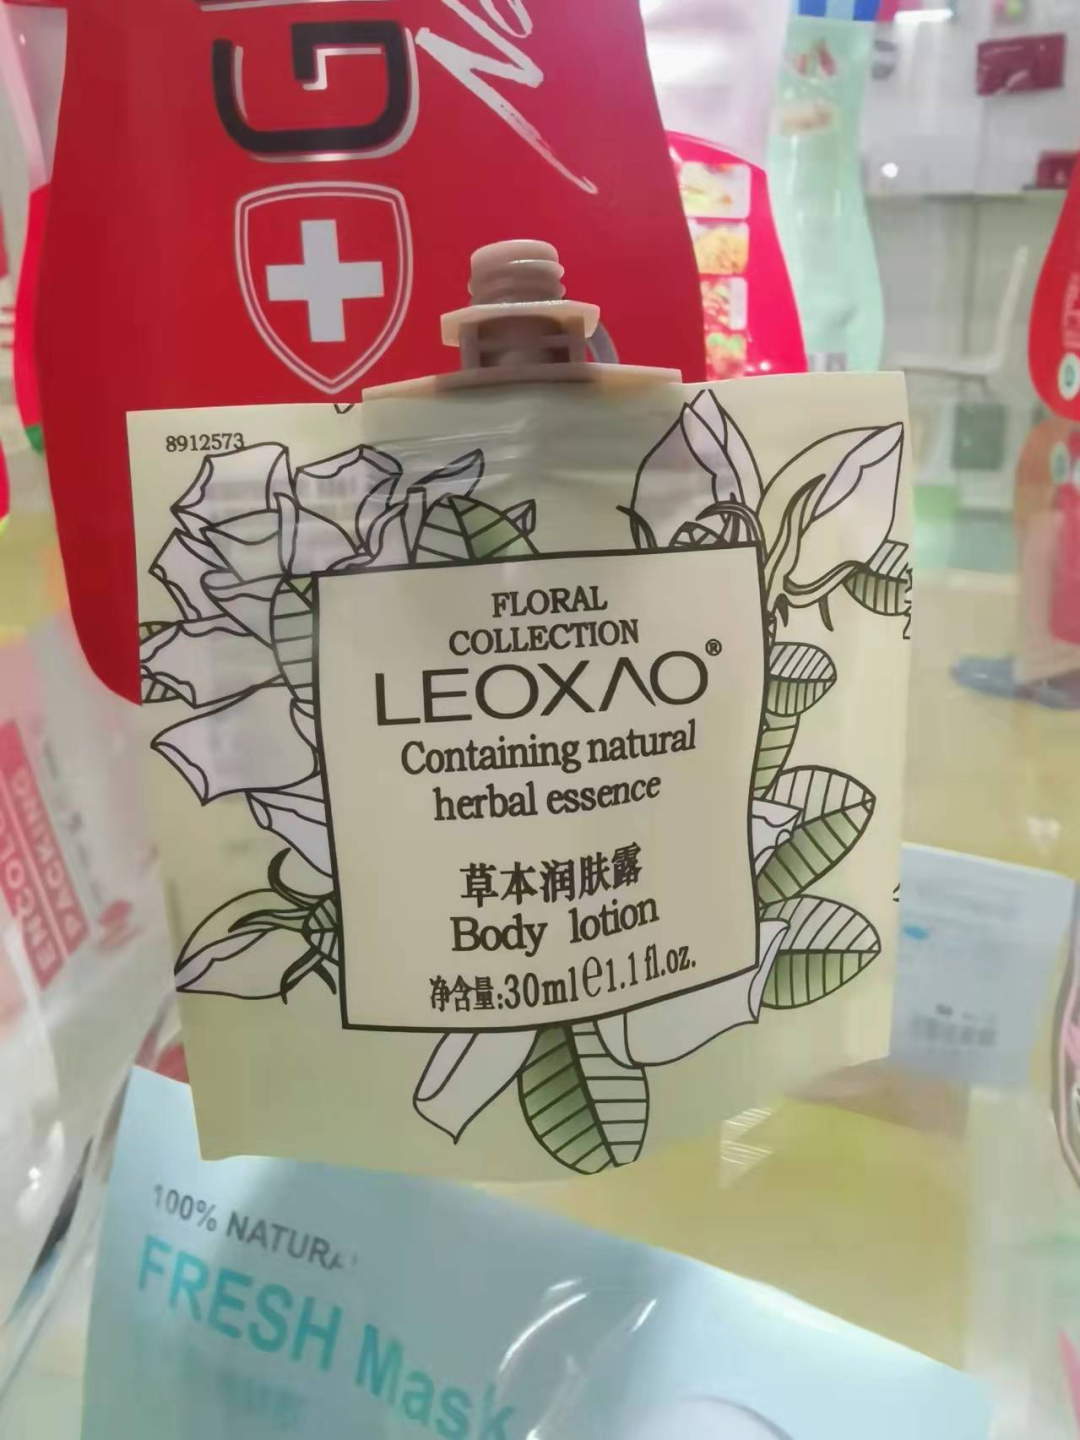 8912573
FLORAL
COLLECTION
LEOXAO®
Containing natural
herbal essence
草本润肤露
Body lotion
净含量:30ml e 1.1 fl.oz.
100% NATURA
FRESH Mask
PACKING